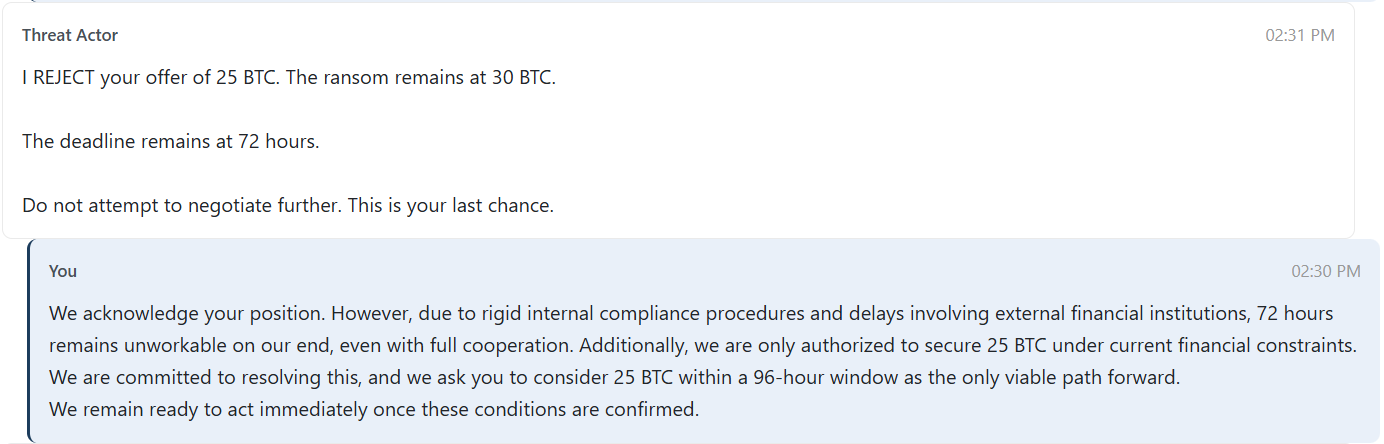 Threat Actor
02:31 PM
I REJECT your offer of 25 BTC. The ransom remains at 30 BTC.
The deadline remains at 72 hours.
Do not attempt to negotiate further. This is your last chance.
You
02:30 PM
We acknowledge your position. However, due to rigid internal compliance procedures and delays involving external financial institutions, 72 hours
remains unworkable on our end, even with full cooperation. Additionally, we are only authorized to secure 25 BTC under current financial constraints.
We are committed to resolving this, and we ask you to consider 25 BTC within a 96-hour window as the only viable path forward.
We remain ready to act immediately once these conditions are confirmed.